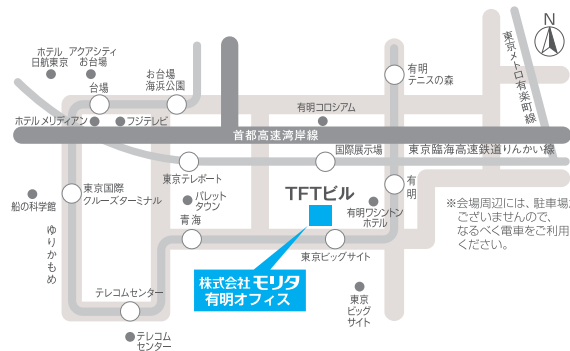 N
ホテル
日航東京
アクアシティ
お台場
お台場
海浜公園
台場
有明
テニスの森
東京メトロ有楽町線
ホテル メリディアン
フジテレビ
有明コロシアム
首都高速湾岸線
国際展示場
東京臨海高速鉄道りんかい線
東京テレポート
東京国際
クルーズターミナル
船の科学館
パレット
タウン
TFTビル
有明
有明ワシントン
ホテル
青海
ゆりかもめ
東京ビッグサイト
※会場周辺には、駐車場
ございませんので、
なるべく電車をご利用
ください。
株式会社 モリタ
有明オフィス
テレコムセンター
東京
ビッグ
サイト
テレコム
センター